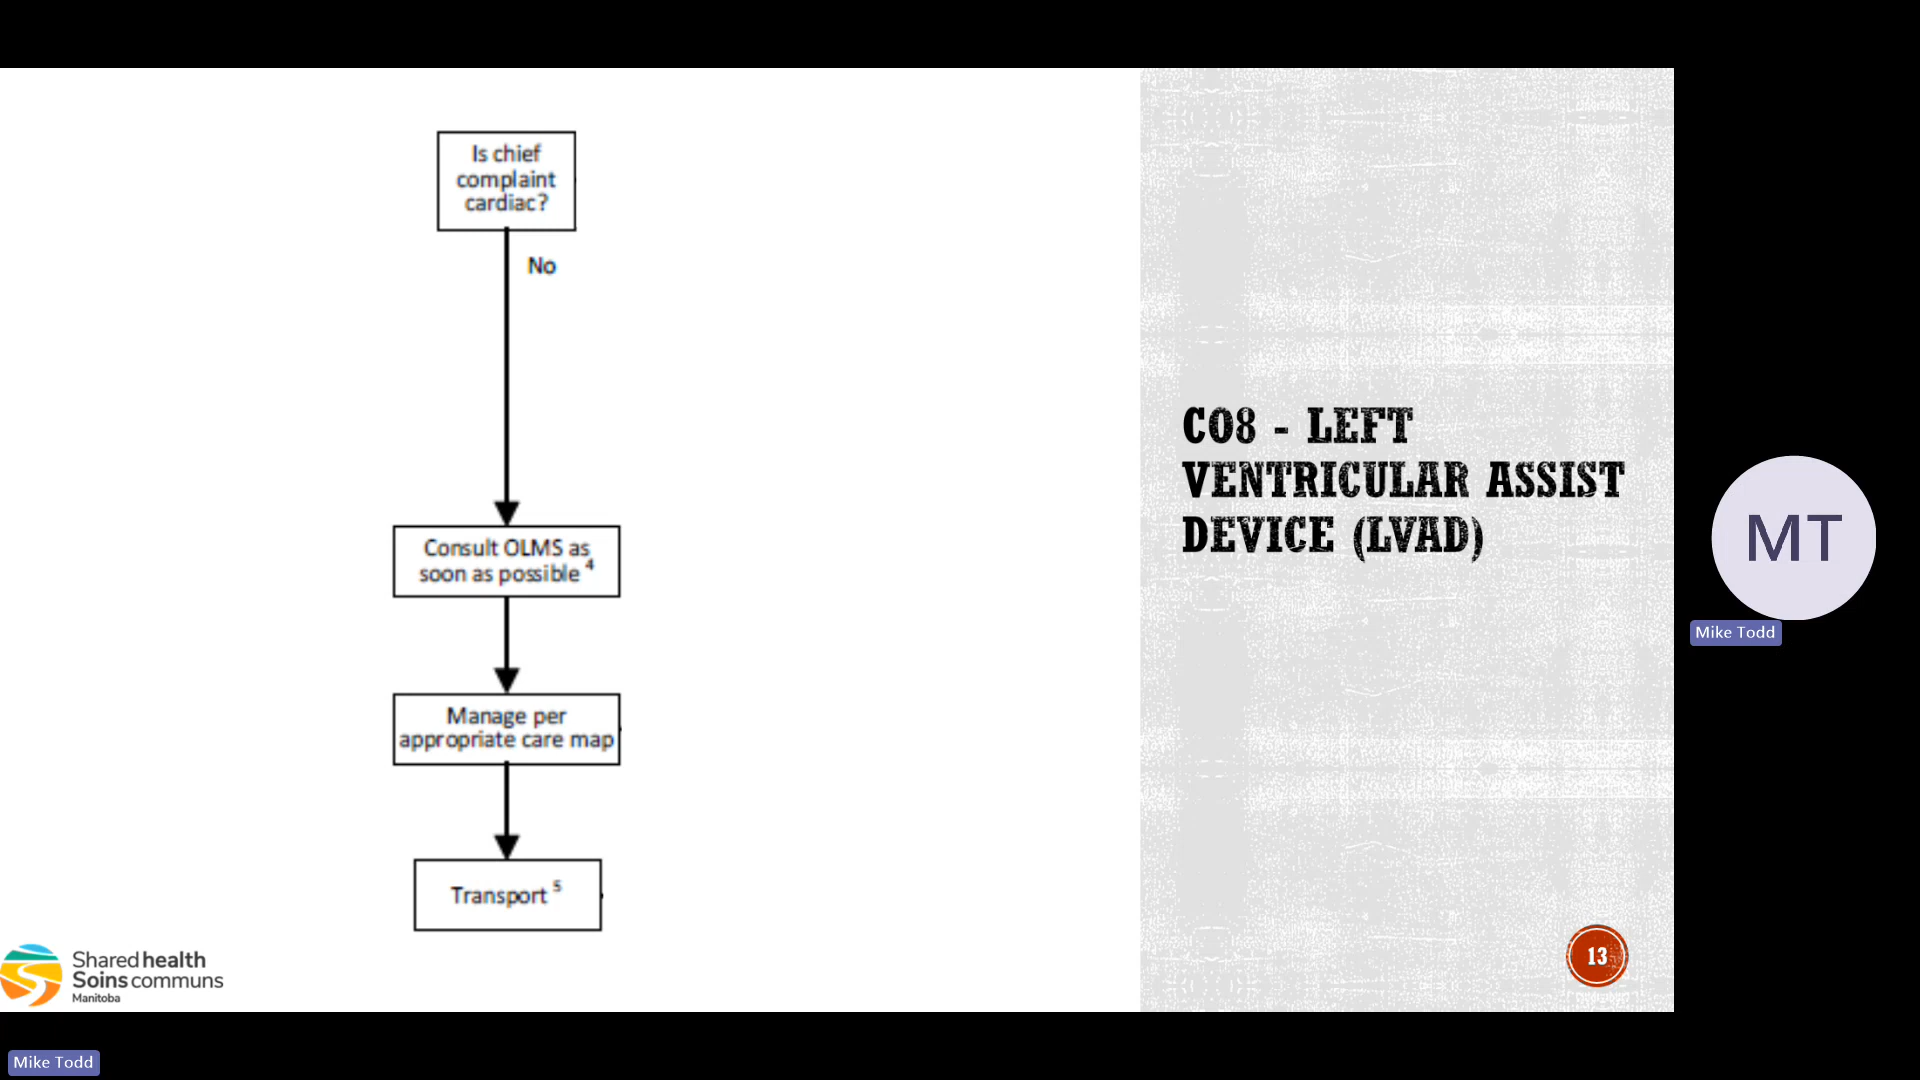 Is chief
complaint
cardiac?
No
Consult OLMS as
soon as possible 4
Manage per
appropriate care map
Transport 5
C08 - LEFT
VENTRICULAR ASSIST
DEVICE (LVAD)
13
Shared health
Soins communs
Manitoba
MT
Mike Todd
Mike Todd